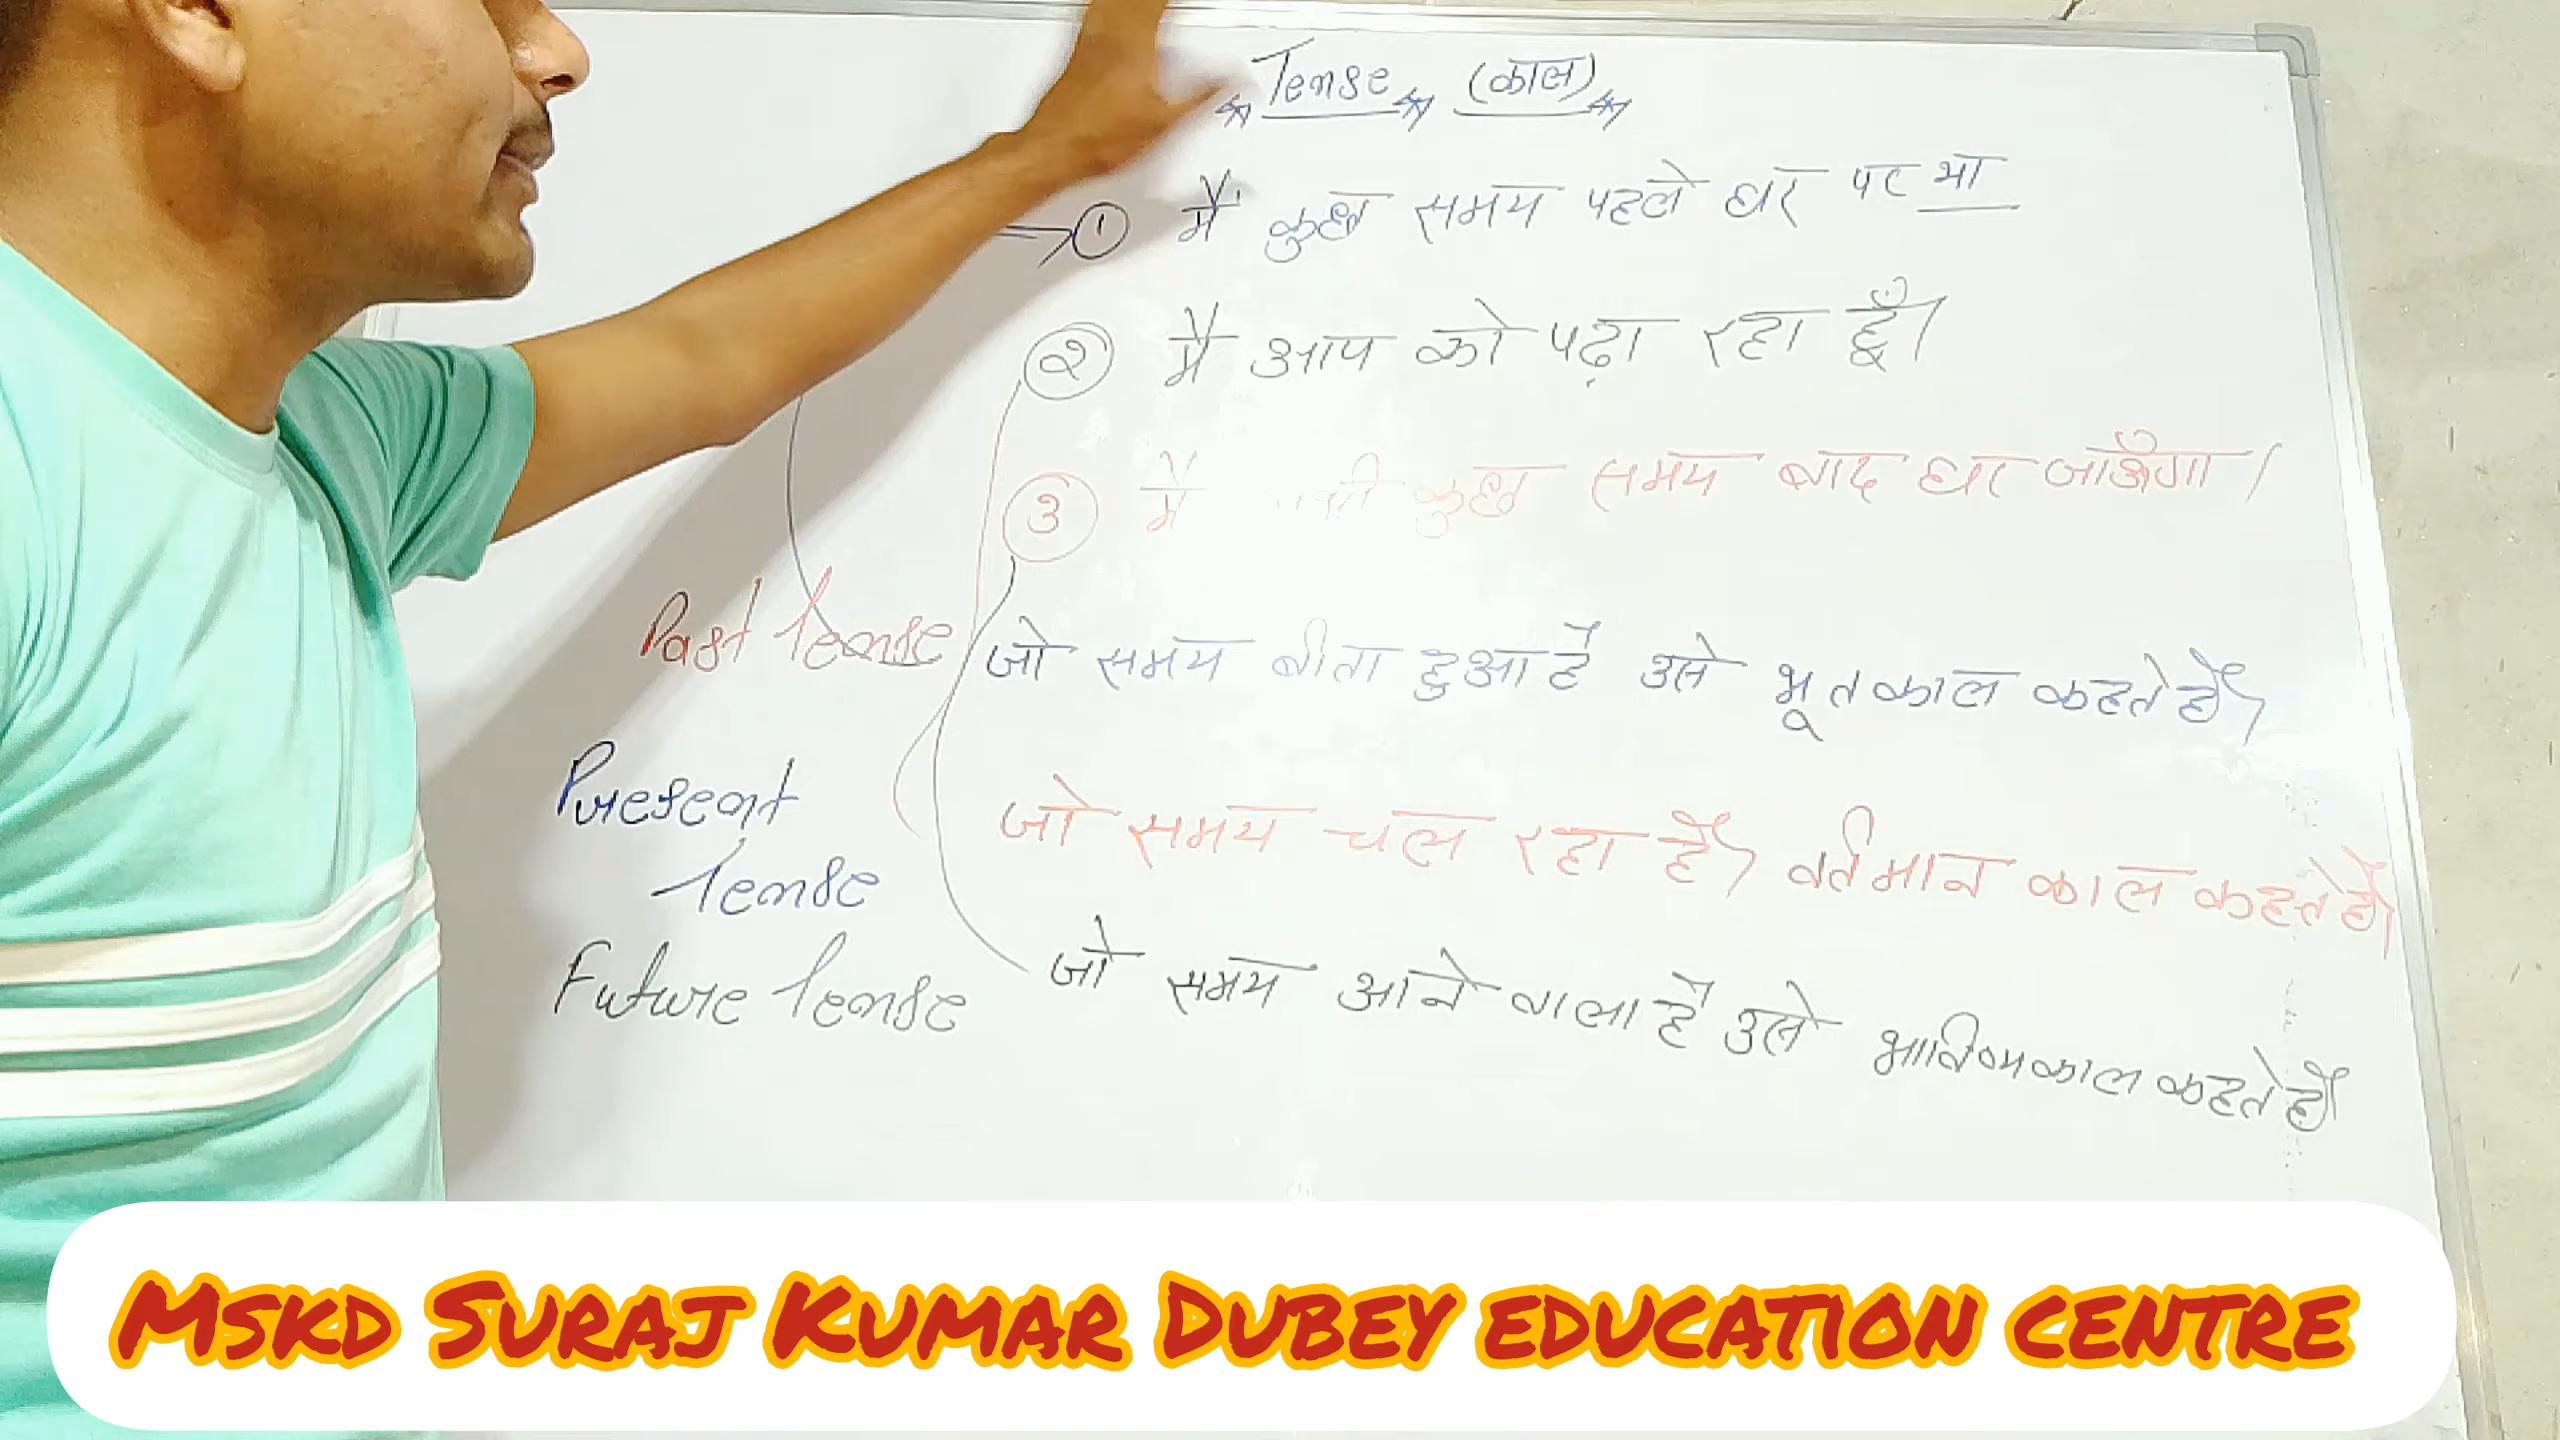 Tense (काल)
① मैं कुछ समय पहले घर पर था
② मैं आप को पढ़ा रहा हूँ।
③ मैं कुछ समय बाद घर जाऊँगा।
Past Tense जो समय बीता हुआ है उसे भूतकाल कहते हैं।
Present जो समय चल रहा है। वर्तमान काल कहते हैं।
Tense
Future Tense जो समय आने वाला है उसे भाविष्यकाल कहते हैं।
Mskd Suraj Kumar Dubey education centre